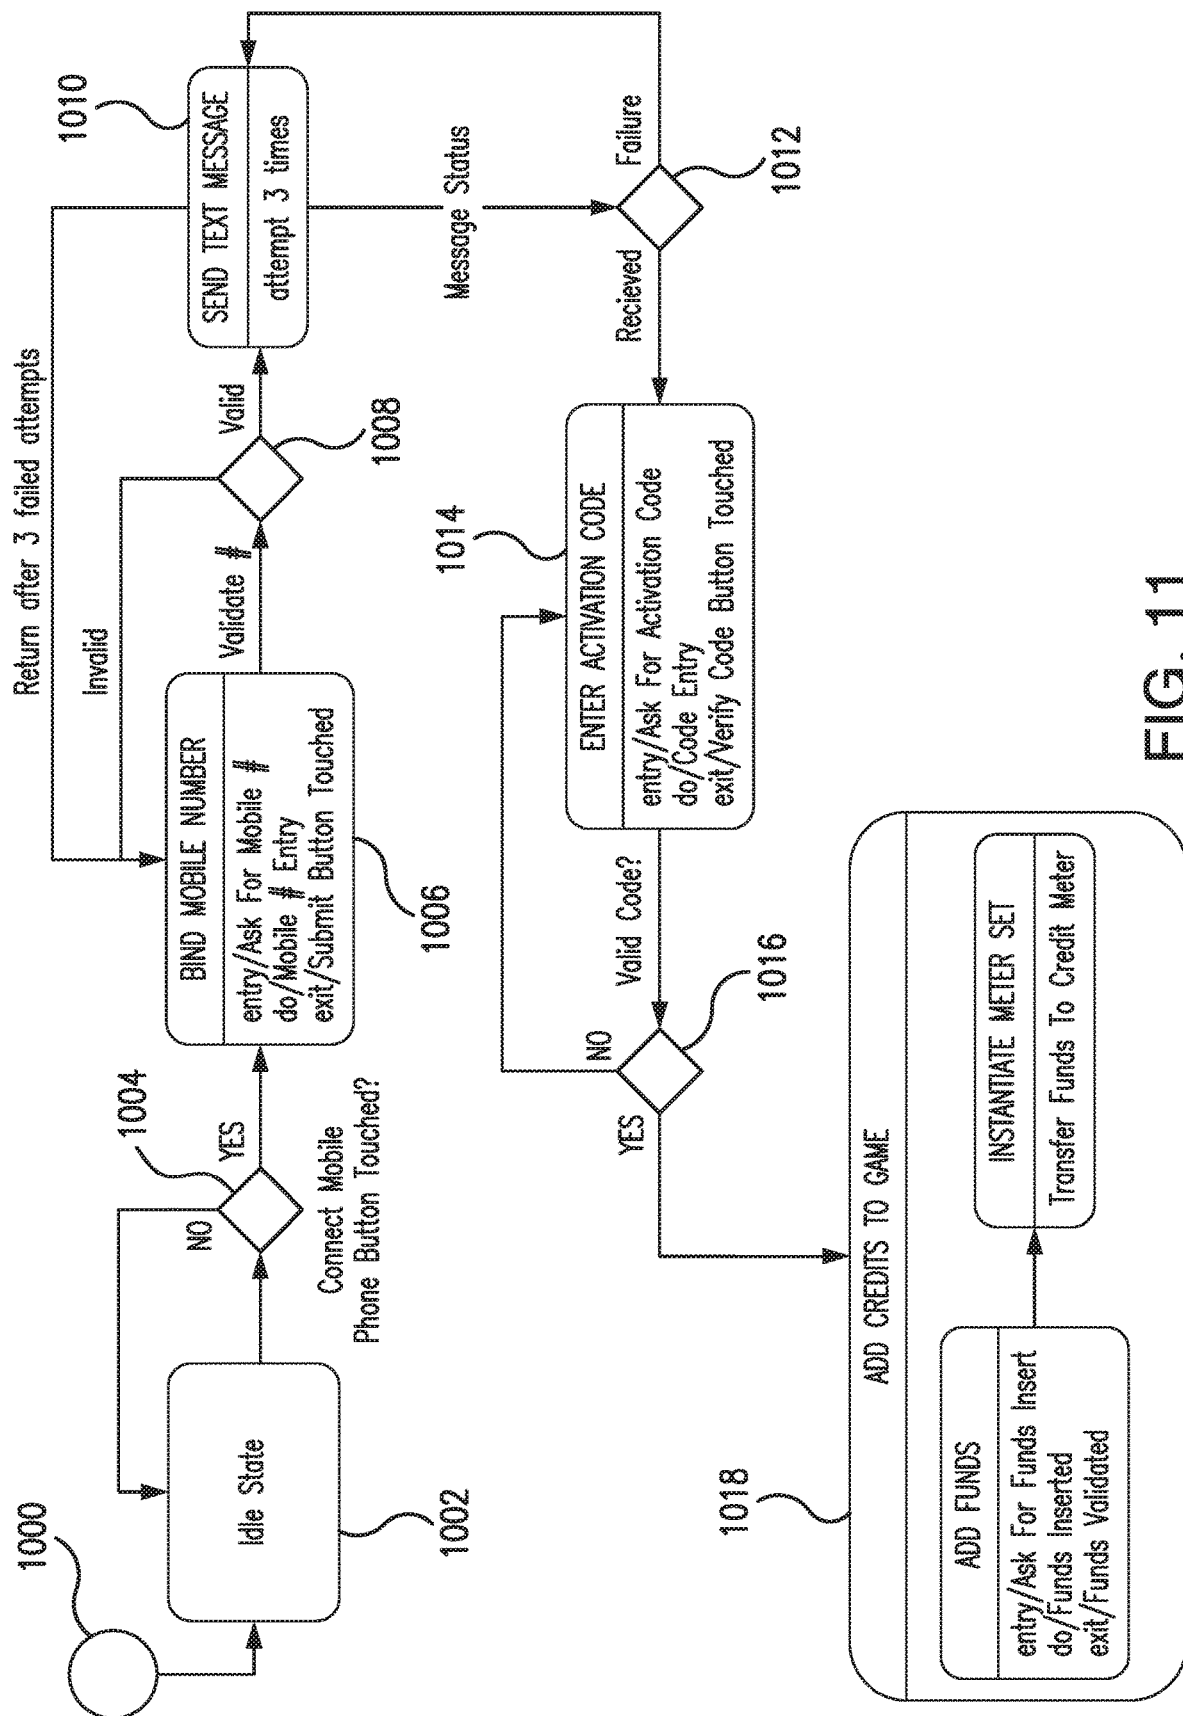 1000
Idle State
1002
NO
1004
YES
Connect Mobile
Phone Button Touched?
BIND MOBILE NUMBER
entry/Ask For Mobile #
do/Mobile # Entry
exit/Submit Button Touched
1006
Return after 3 failed attempts
Invalid
Validate #
Valid
1008
SEND TEXT MESSAGE
attempt 3 times
1010
Message Status
Failure
Recieved
1012
1014
ENTER ACTIVATION CODE
entry/Ask For Activation Code
do/Code Entry
exit/Verify Code Button Touched
Valid Code?
NO
YES
1016
1018
ADD CREDITS TO GAME
ADD FUNDS
entry/Ask For Funds Insert
do/Funds Inserted
exit/Funds Validated
INSTANTIATE METER SET
Transfer Funds To Credit Meter
FIG. 11